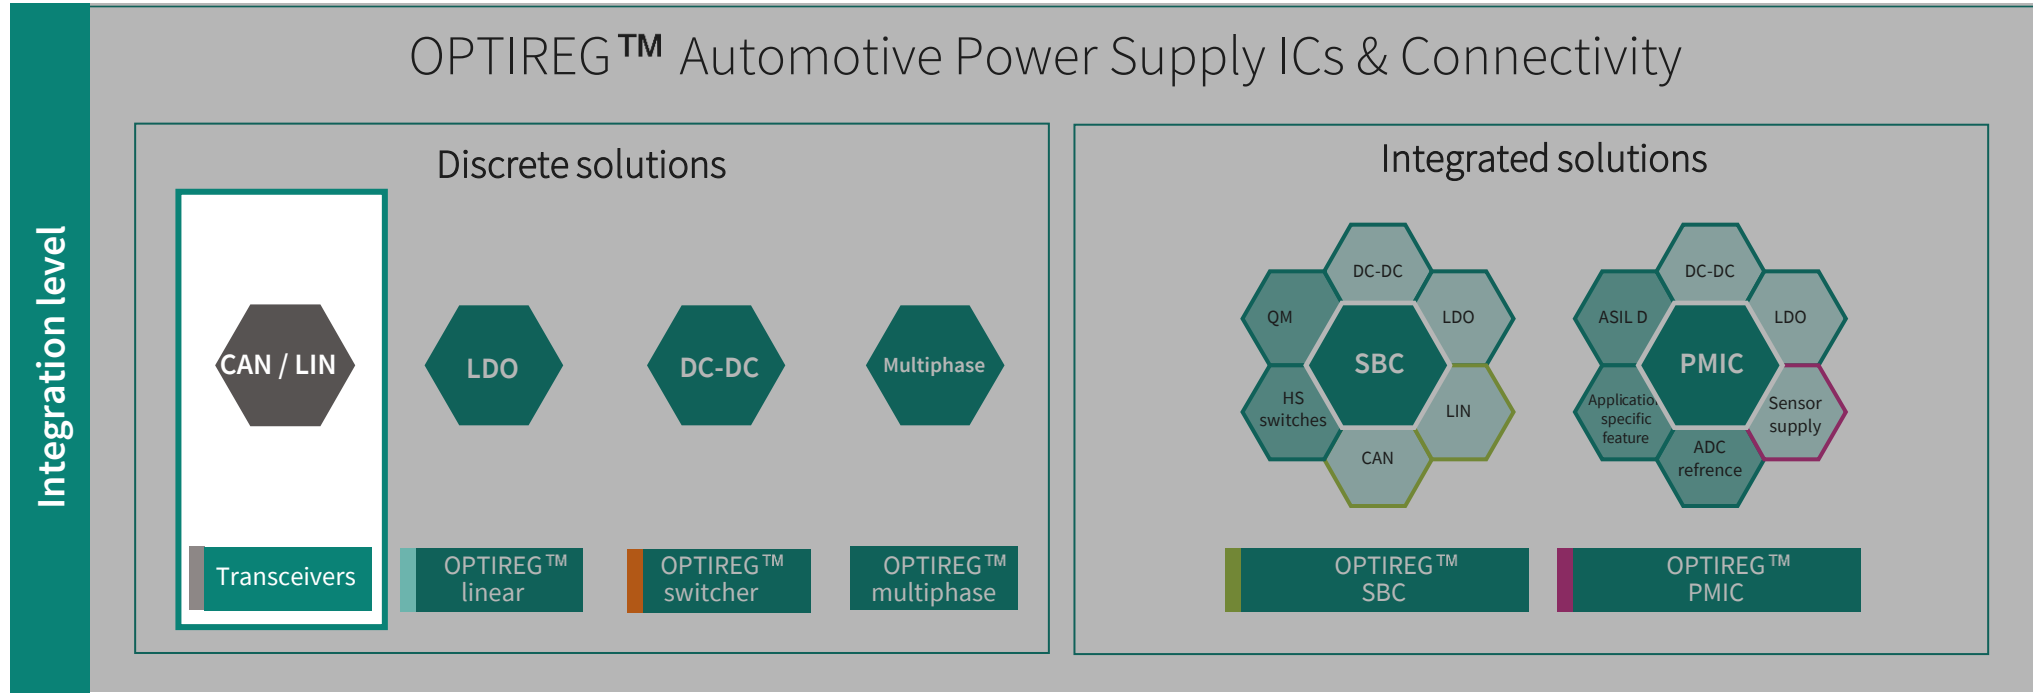 OPTIREG™ Automotive Power Supply ICs & Connectivity
Integration level
Discrete solutions
CAN / LIN
LDO
DC-DC
Multiphase
Transceivers
OPTIREG™
linear
OPTIREG™
switcher
OPTIREG™
multiphase
Integrated solutions
DC-DC
QM
LDO
SBC
HS
switches
LIN
CAN
OPTIREG™
SBC
DC-DC
ASIL D
LDO
PMIC
Applicatio
specific
feature
Sensor
supply
ADC
refrence
OPTIREG™
PMIC